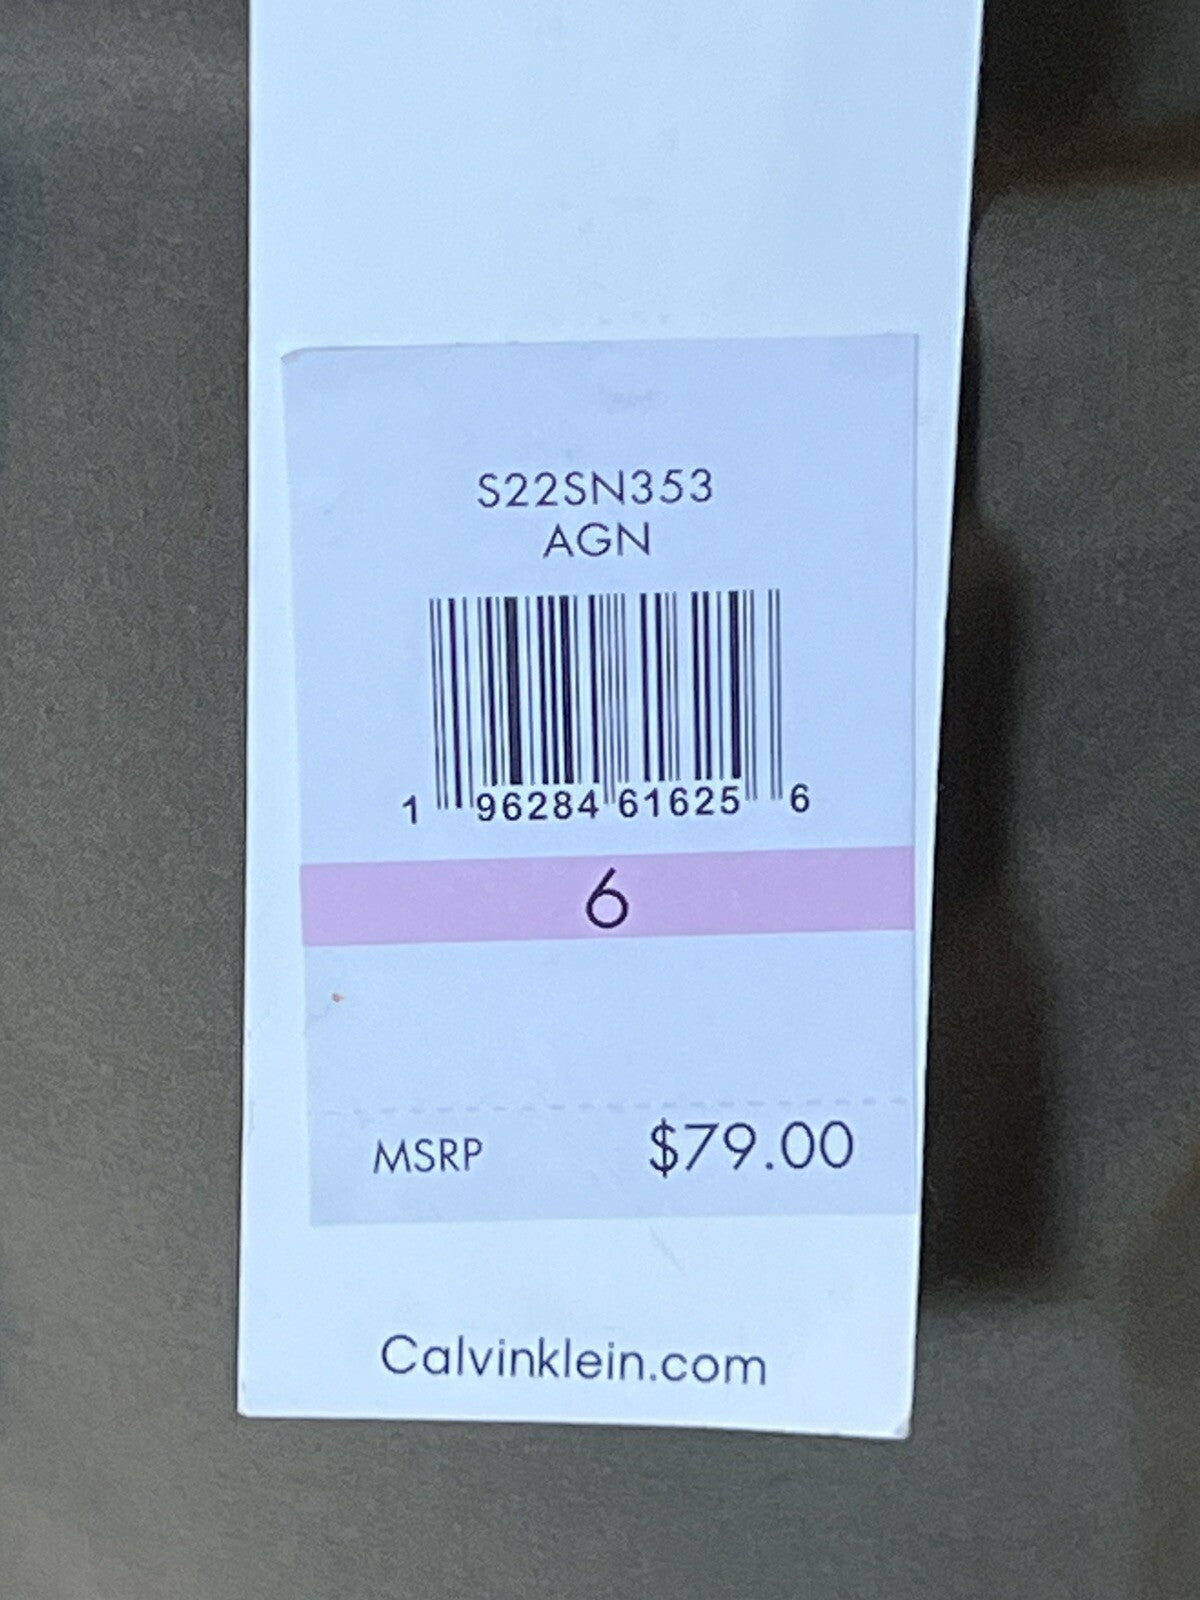 S22SN353
AGN
1 96284 61625 6
6
MSRP $79.00
Calvinklein.com